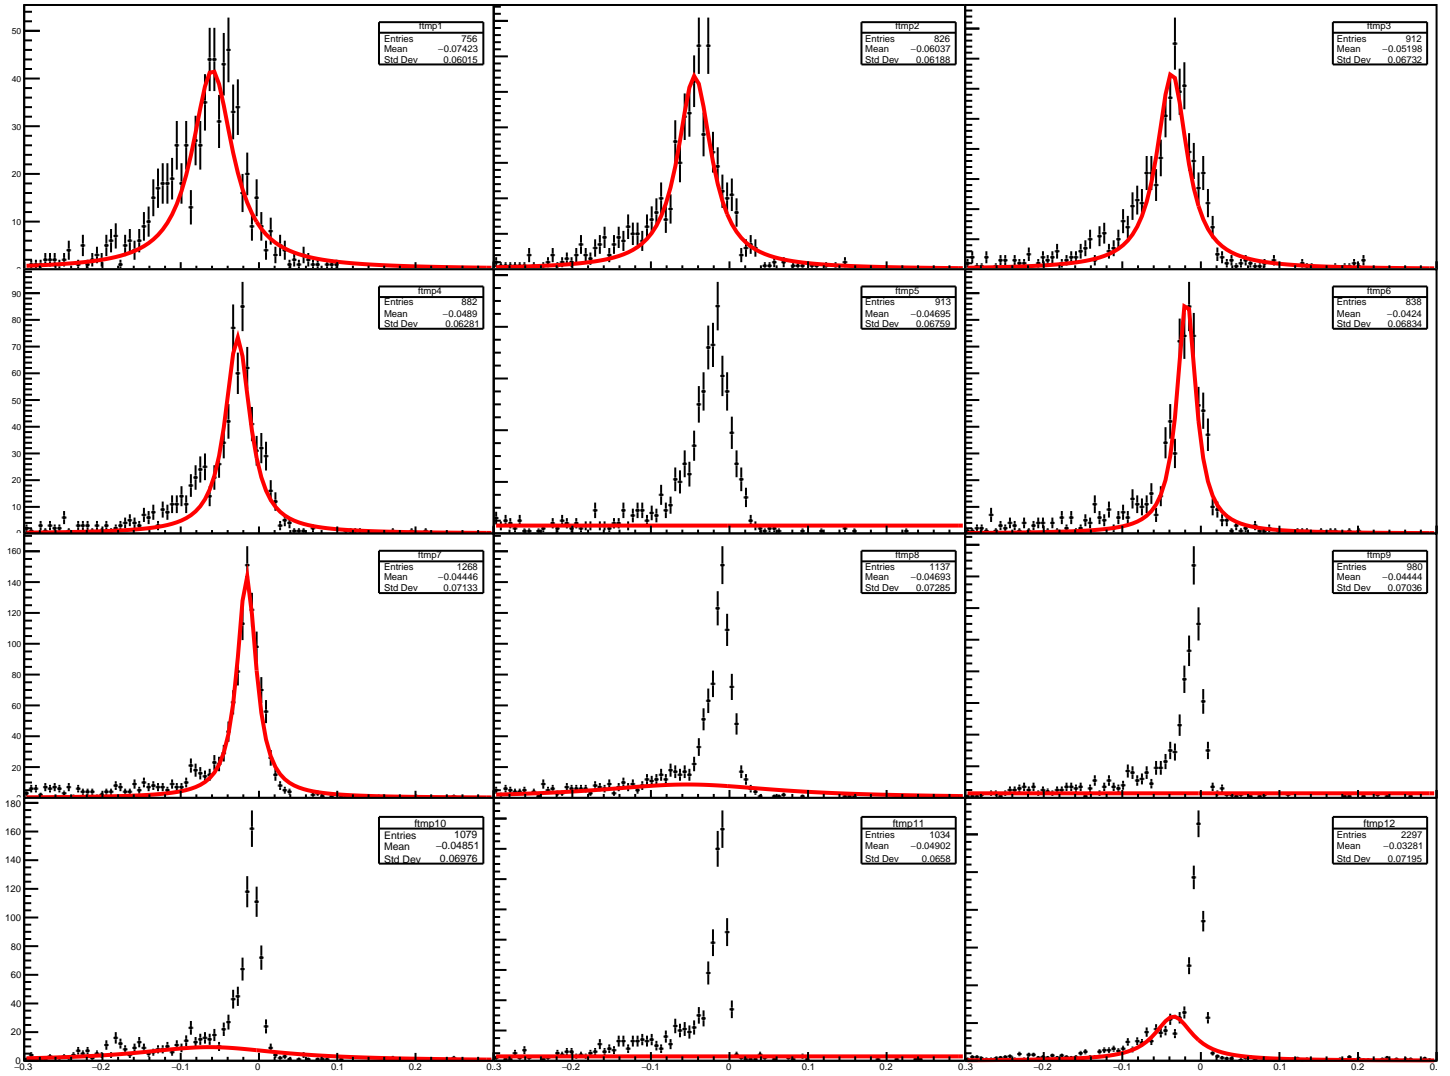 ftmp1
Entries 756
Mean −0.07423
Std Dev 0.06015
ftmp2
Entries 826
Mean −0.06037
Std Dev 0.06188
ftmp3
Entries 912
Mean −0.05198
Std Dev 0.06732
50
40
30
20
10
ftmp4
Entries 882
Mean −0.0489
Std Dev 0.06281
ftmp5
Entries 913
Mean −0.04695
Std Dev 0.06759
ftmp6
Entries 838
Mean −0.0424
Std Dev 0.06834
90
80
70
60
50
40
30
20
10
ftmp7
Entries 1268
Mean −0.04446
Std Dev 0.07133
ftmp8
Entries 1137
Mean −0.04693
Std Dev 0.07285
ftmp9
Entries 980
Mean −0.04444
Std Dev 0.07036
160
140
120
100
80
60
40
20
ftmp10
Entries 1079
Mean −0.04851
Std Dev 0.06976
ftmp11
Entries 1034
Mean −0.04902
Std Dev 0.0658
ftmp12
Entries 2297
Mean −0.03281
Std Dev 0.07195
180
160
140
120
100
80
60
40
20
0
−0.3 −0.2 −0.1 0 0.1 0.2 0.3 −0.2 −0.1 0 0.1 0.2 0.3 −0.2 −0.1 0 0.1 0.2 0.